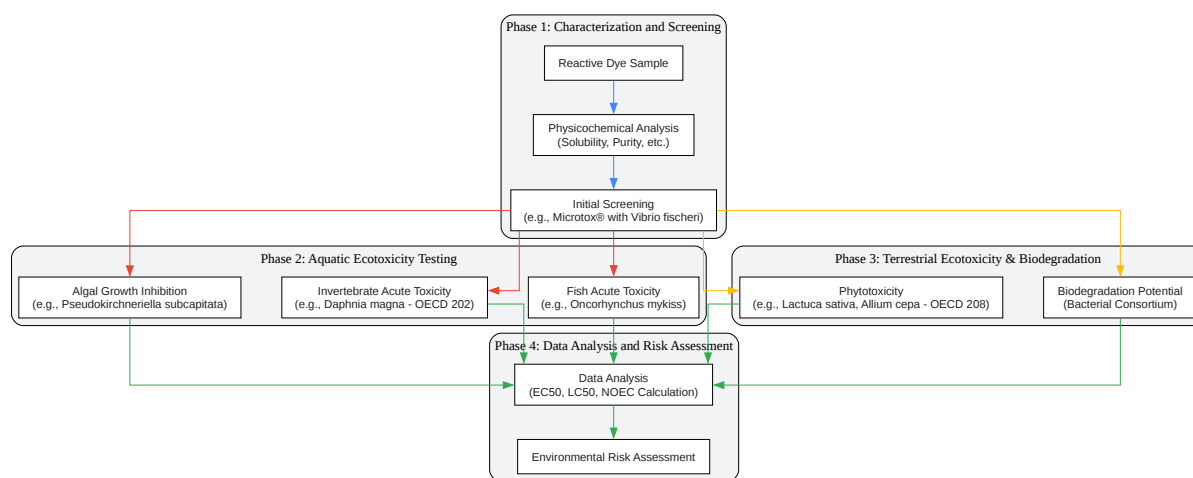 Phase 1: Characterization and Screening
Reactive Dye Sample
Physicochemical Analysis
(Solubility, Purity, etc.)
Initial Screening
(e.g., Microtox® with Vibrio fischeri)
Phase 2: Aquatic Ecotoxicity Testing
Algal Growth Inhibition
(e.g., Pseudokirchneriella subcapitata)
Invertebrate Acute Toxicity
(e.g., Daphnia magna - OECD 202)
Fish Acute Toxicity
(e.g., Oncorhynchus mykiss)
Phase 3: Terrestrial Ecotoxicity & Biodegradation
Phytotoxicity
(e.g., Lactuca sativa, Allium cepa - OECD 208)
Biodegradation Potential
(Bacterial Consortium)
Phase 4: Data Analysis and Risk Assessment
Data Analysis
(EC50, LC50, NOEC Calculation)
Environmental Risk Assessment